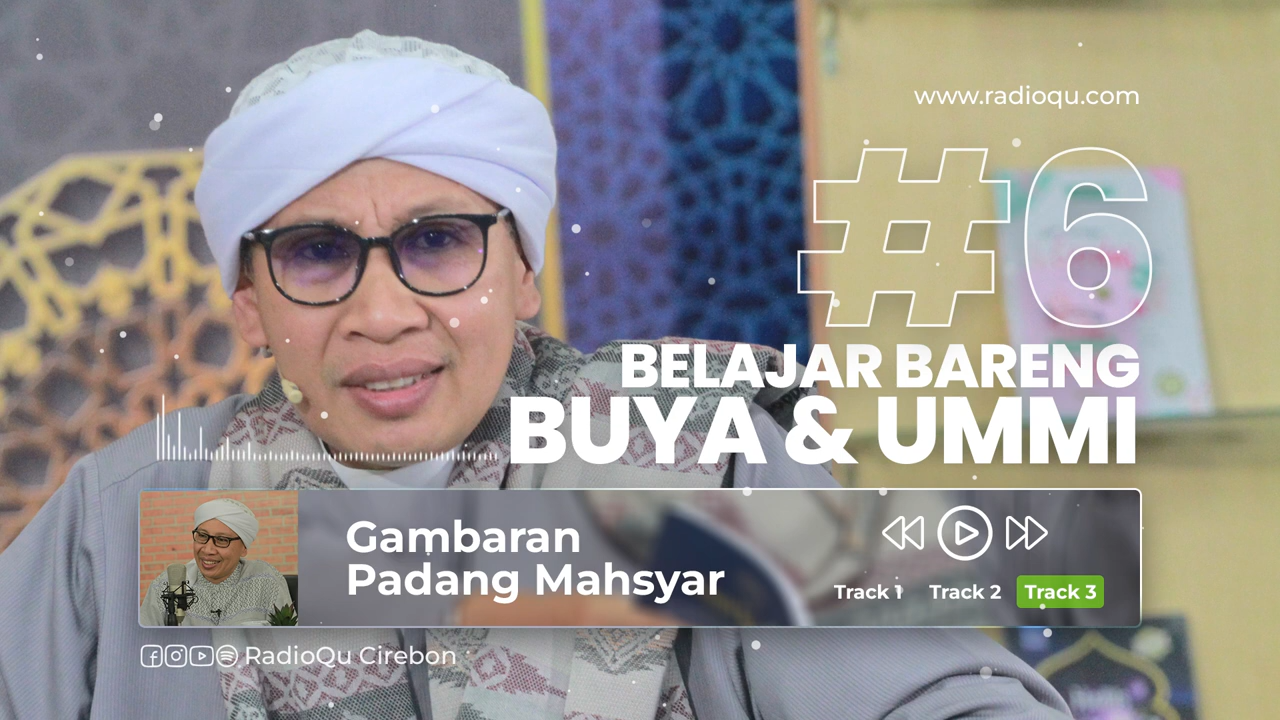 www.radioqu.com
#6
BELAJAR BARENG
BUYA & UMMI
Gambaran
Padang Mahsyar
Track 1 Track 2 Track 3
RadioQu Cirebon